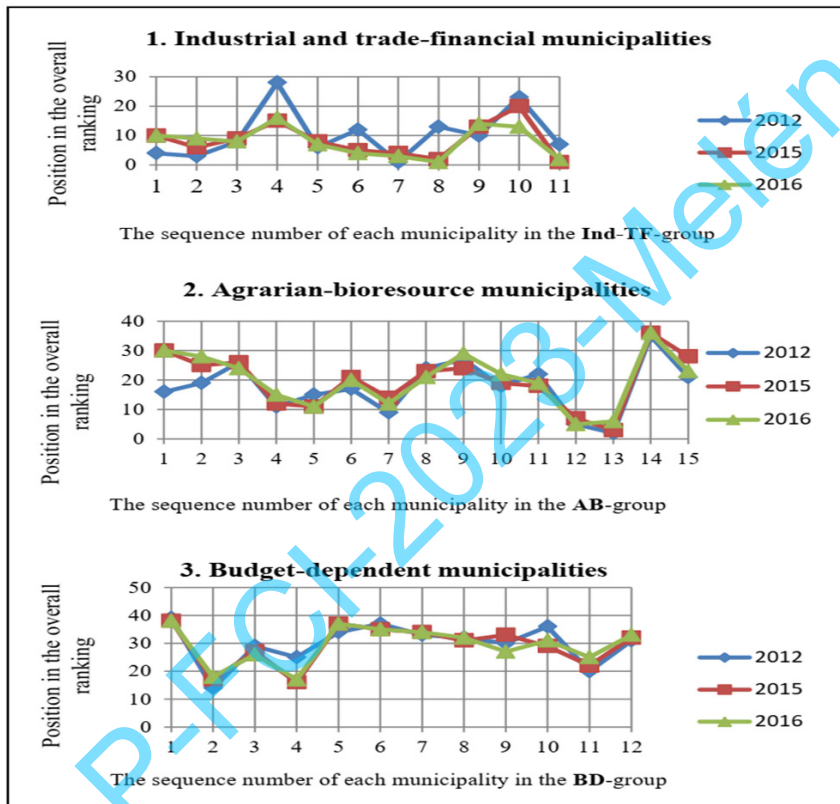 1. Industrial and trade-financial municipalities
Position in the overall
ranking
30
20
10
0
1 2 3 4 5 6 7 8 9 10 11
2012
2015
2016
The sequence number of each municipality in the Ind-TF-group
2. Agrarian-bioresource municipalities
Position in the overall
ranking
40
30
20
10
0
1 2 3 4 5 6 7 8 9 10 11 12 13 14 15
2012
2015
2016
The sequence number of each municipality in the AB-group
3. Budget-dependent municipalities
Position in the overall
ranking
50
40
30
20
10
0
1 2 3 4 5 6 7 8 9 10 11 12
2012
2015
2016
The sequence number of each municipality in the BD-group
P-FCI-2023-Melén